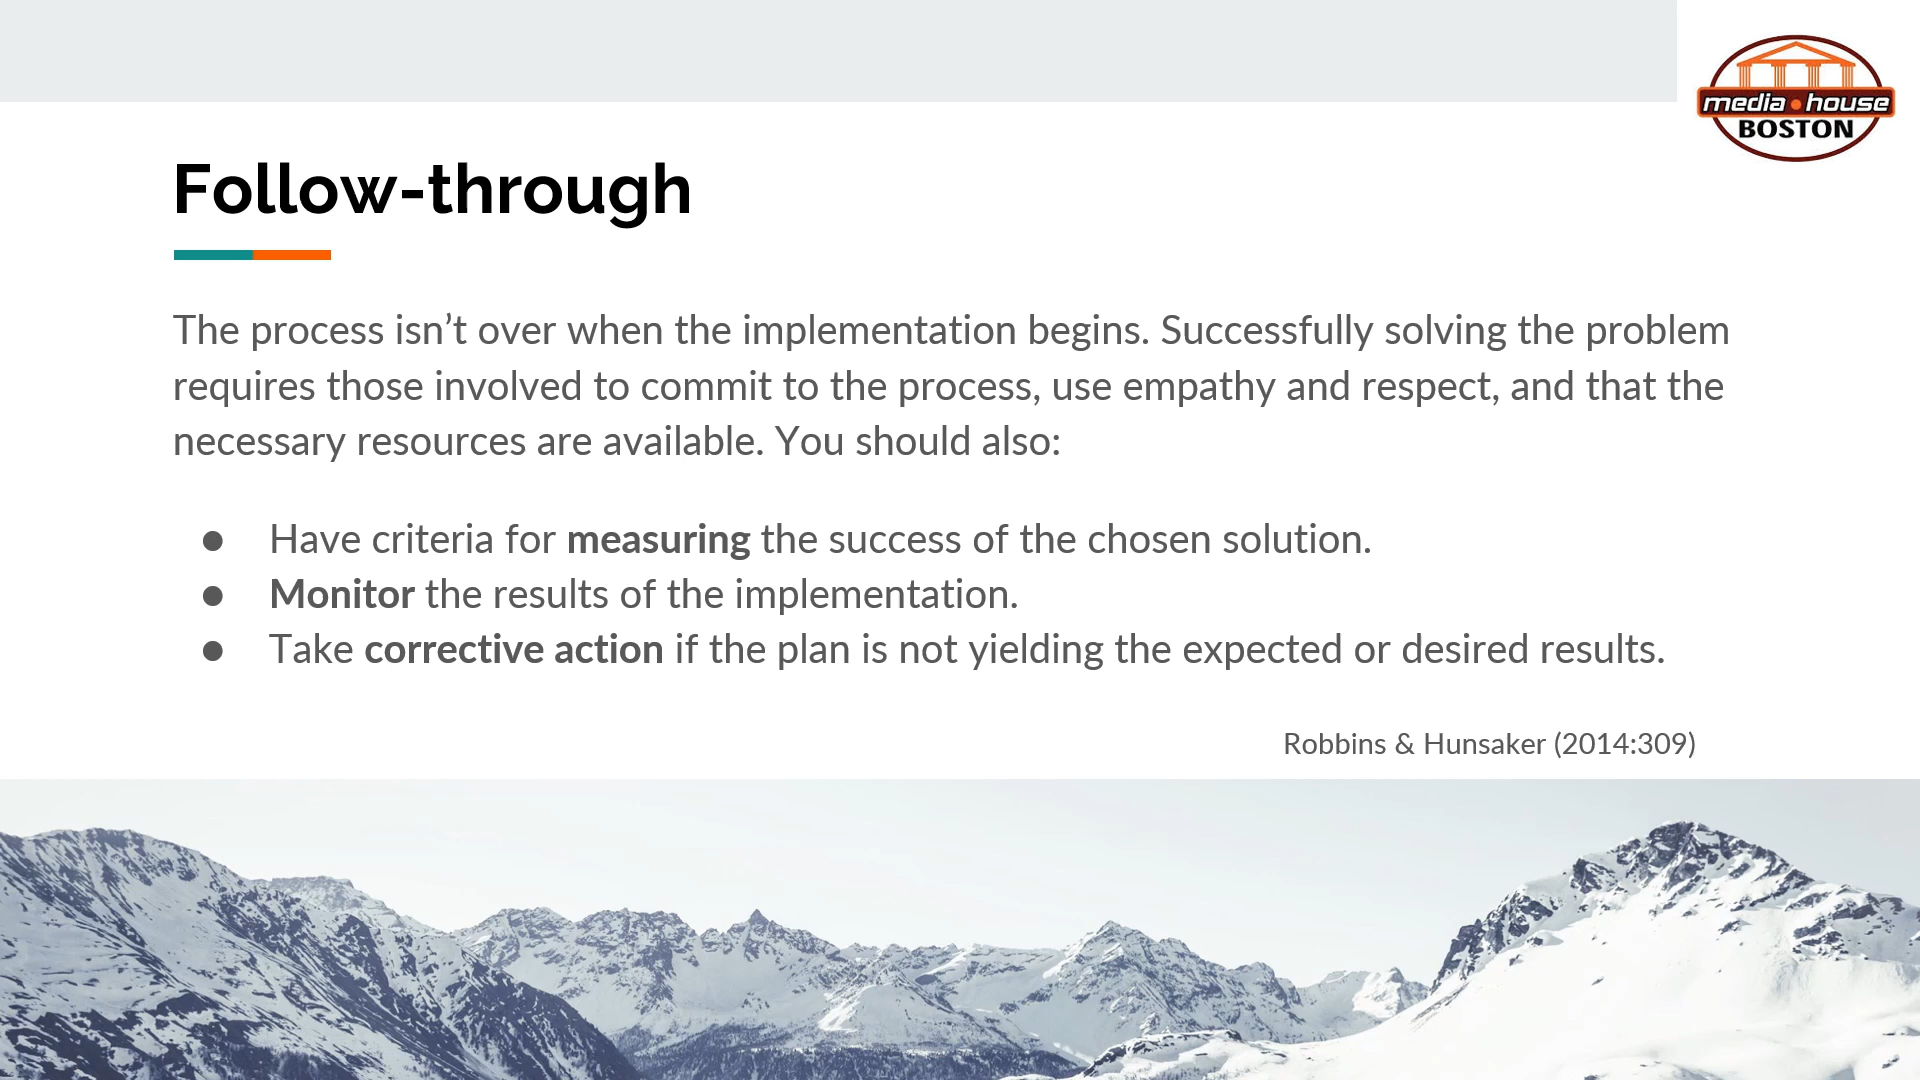 media • house
BOSTON
Follow-through
The process isn’t over when the implementation begins. Successfully solving the problem
requires those involved to commit to the process, use empathy and respect, and that the
necessary resources are available. You should also:
● Have criteria for measuring the success of the chosen solution.
● Monitor the results of the implementation.
● Take corrective action if the plan is not yielding the expected or desired results.
Robbins & Hunsaker (2014:309)